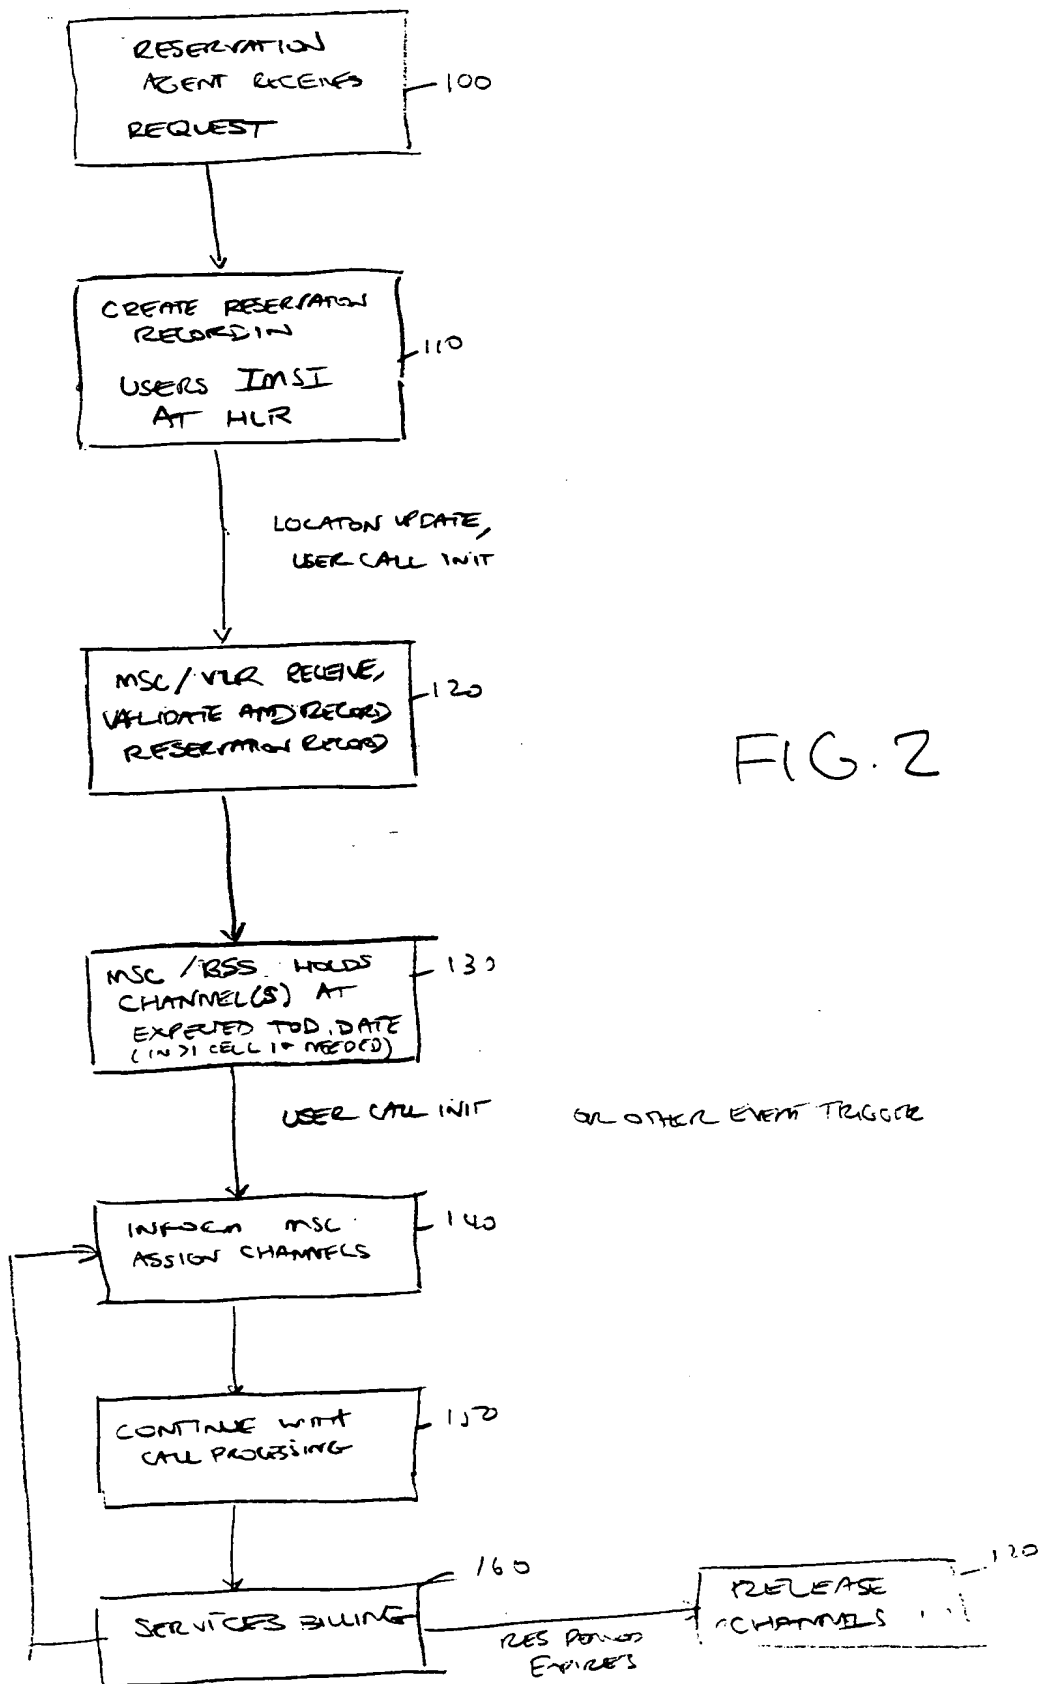 RESERVATION
AGENT RECEIVES
REQUEST
100
CREATE RESERVATION
RECORD IN
USERS IMSI
AT HLR
110
LOCATON UPDATE,
USER CALL INIT
MSC/VLR RECEIVE,
VALIDATE AND RECORD
RESERVATION RECORD
120
FIG. 2
MSC/BSS HOLDS
CHANNEL(S) AT
EXPECTED TOD, DATE
(IN >1 CELL IF NEEDED)
130
USER CALL INIT OR OTHER EVENT TRIGGER
INFORM MSC
ASSIGN CHANNELS
140
CONTINUE WITH
CALL PROCESSING
150
SERVICES BILLING
160
RES PERIOD
EXPIRES
RELEASE
CHANNELS